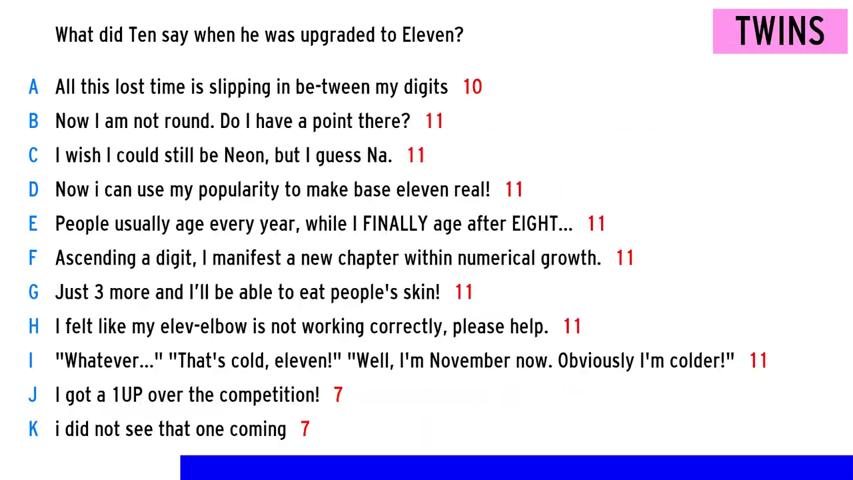 What did Ten say when he was upgraded to Eleven?
TWINS
A All this lost time is slipping in be-tween my digits 10
B Now I am not round. Do I have a point there? 11
C I wish I could still be Neon, but I guess Na. 11
D Now i can use my popularity to make base eleven real! 11
E People usually age every year, while I FINALLY age after EIGHT... 11
F Ascending a digit, I manifest a new chapter within numerical growth. 11
G Just 3 more and I'll be able to eat people's skin! 11
H I felt like my elev-elbow is not working correctly, please help. 11
I "Whatever..." "That's cold, eleven!" "Well, I'm November now. Obviously I'm colder!" 11
J I got a 1UP over the competition! 7
K i did not see that one coming 7